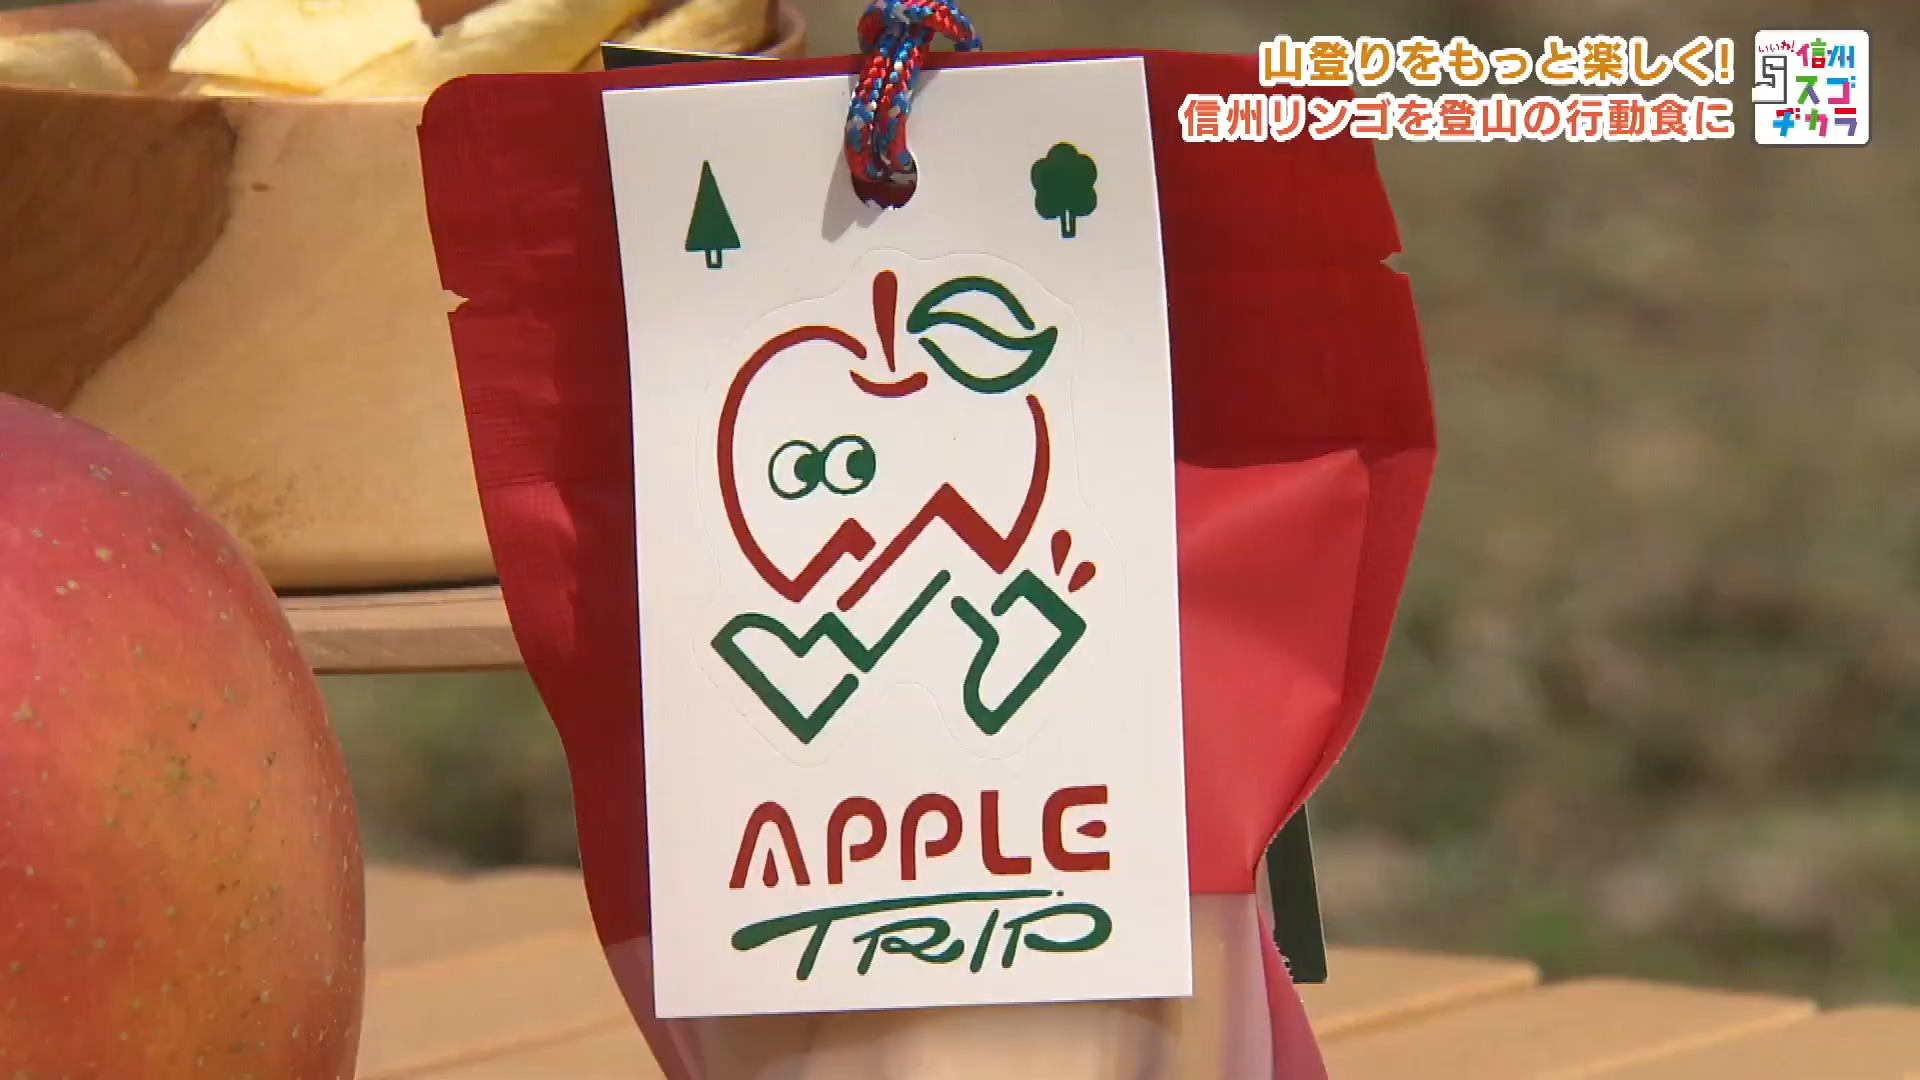 山登りをもっと楽しく!
信州リンゴを登山の行動食に
いいね!
信州
スゴ
ヂカラ
APPLE
TRIP